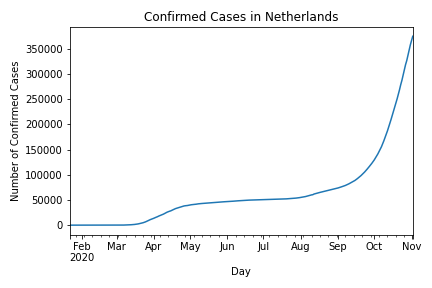 Confirmed Cases in Netherlands
Number of Confirmed Cases
350000
300000
250000
200000
150000
100000
50000
0
Feb Mar Apr May Jun Jul Aug Sep Oct Nov
2020
Day